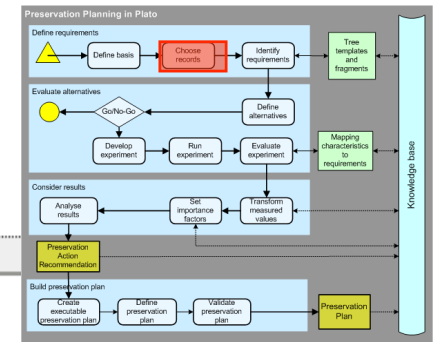 Preservation Planning in Plato
Define requirements
Define basis
Choose
records
Identify
requirements
Tree
templates
and
fragments
Evaluate alternatives
Go/No-Go
Define
alternatives
Develop
experiment
Run
experiment
Evaluate
experiment
Mapping
characteristics
to
requirements
Knowledge base
Consider results
Analyse
results
Set
importance
factors
Transform
measured
values
Preservation
Action
Recommendation
Build preservation plan
Create
executable
preservation plan
Define
preservation
plan
Validate
preservation
plan
Preservation
Plan